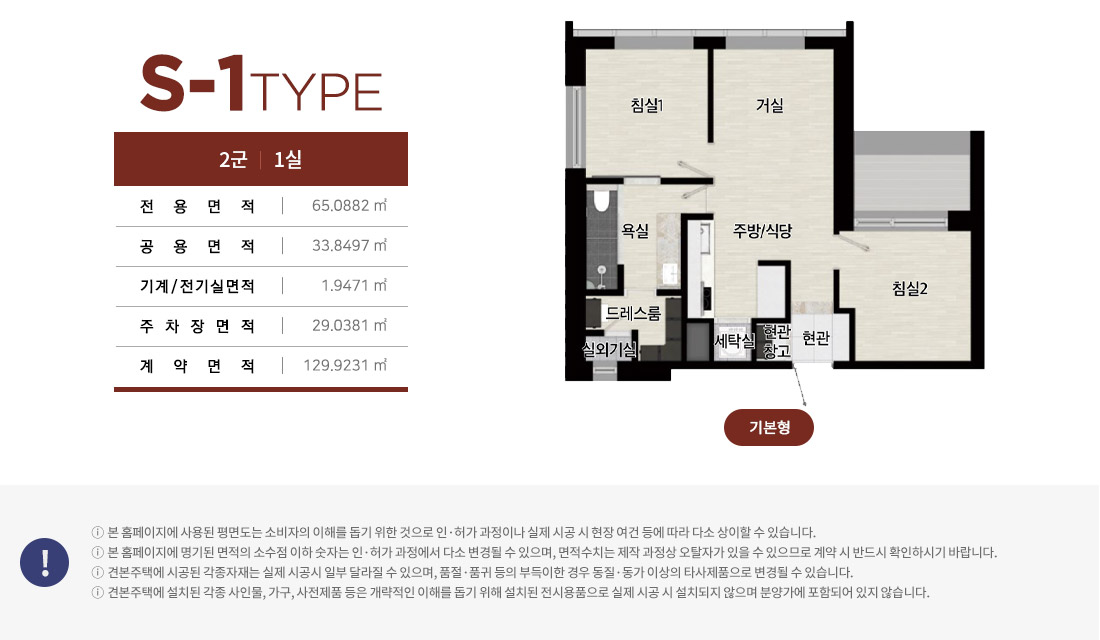 S-1TYPE
2군 | 1실
전용면적 | 65.0882 ㎡
공용면적 | 33.8497 ㎡
기계/전기실면적 | 1.9471 ㎡
주차장면적 | 29.0381 ㎡
계약면적 | 129.9231 ㎡
침실1
거실
욕실
주방/식당
침실2
드레스룸
실외기실
세탁실
현관
창고
현관
기본형
!
ⓘ 본 홈페이지에 사용된 평면도는 소비자의 이해를 돕기 위한 것으로 인·허가 과정이나 실제 시공 시 현장 여건 등에 따라 다소 상이할 수 있습니다.
ⓘ 본 홈페이지에 명기된 면적의 소수점 이하 숫자는 인·허가 과정에서 다소 변경될 수 있으며, 면적수치는 제작 과정상 오탈자가 있을 수 있으므로 계약 시 반드시 확인하시기 바랍니다.
ⓘ 견본주택에 시공된 각종자재는 실제 시공시 일부 달라질 수 있으며, 품절·품귀 등의 부득이한 경우 동질·동가 이상의 타사제품으로 변경될 수 있습니다.
ⓘ 견본주택에 설치된 각종 사인물, 가구, 사전제품 등은 개략적인 이해를 돕기 위해 설치된 전시용품으로 실제 시공 시 설치되지 않으며 분양가에 포함되어 있지 않습니다.